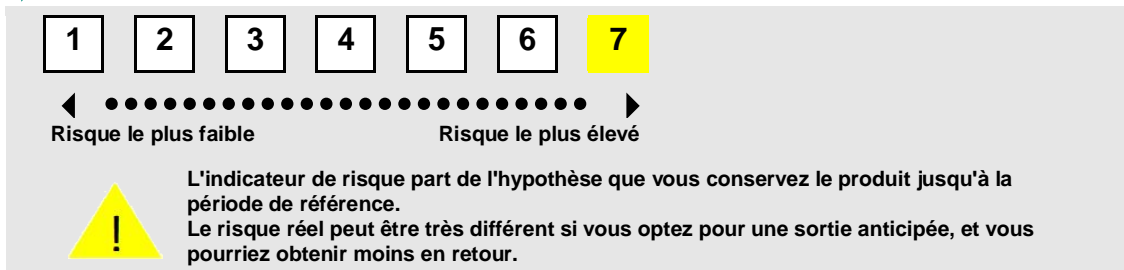 1 2 3 4 5 6 7
Risque le plus faible Risque le plus élevé
L'indicateur de risque part de l'hypothèse que vous conservez le produit jusqu'à la
période de référence.
Le risque réel peut être très différent si vous optez pour une sortie anticipée, et vous
pourriez obtenir moins en retour.
!